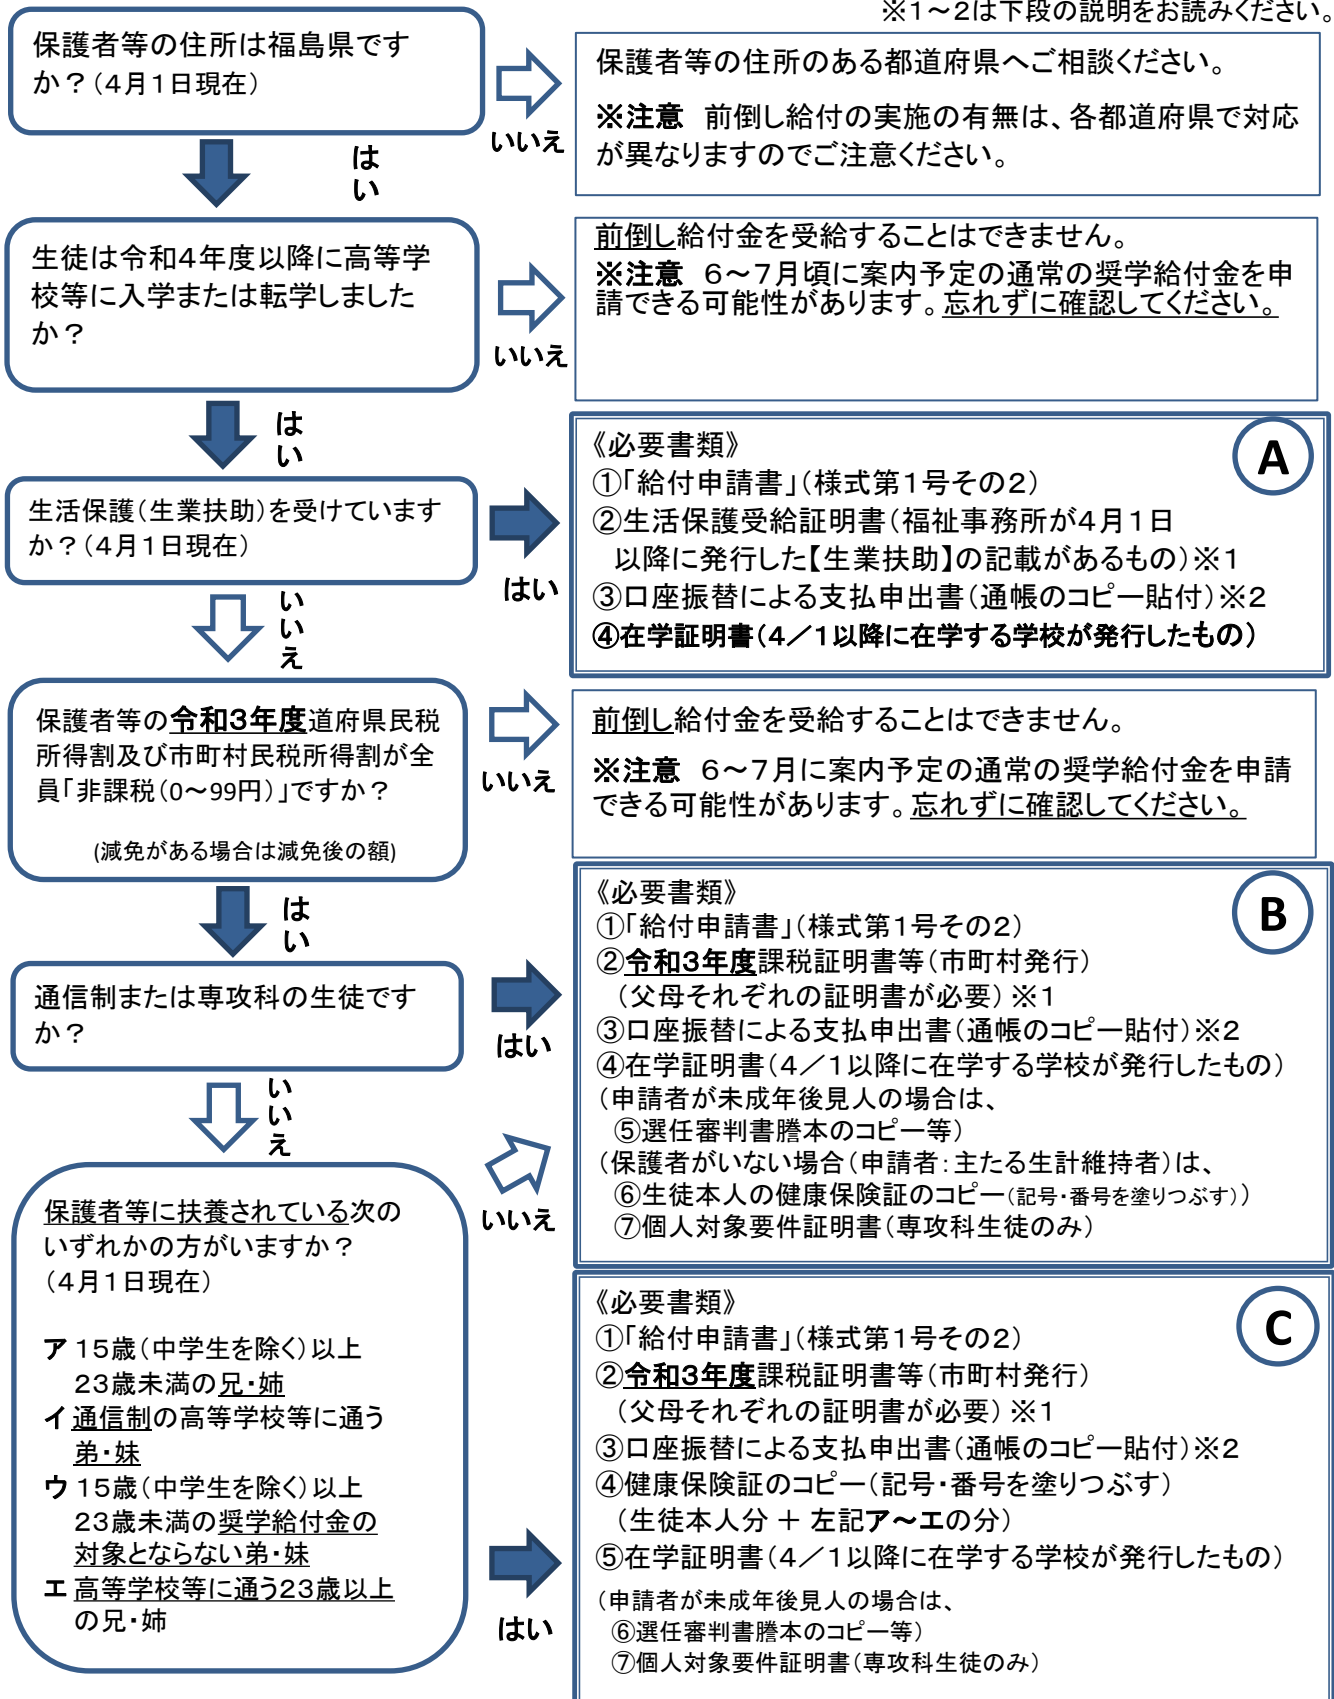 ※１～２は下段の説明をお読みください。
保護者等の住所は福島県です
か？（４月１日現在）
いいえ
保護者等の住所のある都道府県へご相談ください。
※注意　前倒し給付の実施の有無は、各都道府県で対応
が異なりますのでご注意ください。
はい
生徒は令和４年度以降に高等学
校等に入学または転学しました
か？
いいえ
前倒し給付金を受給することはできません。
※注意　６～７月頃に案内予定の通常の奨学給付金を申
請できる可能性があります。忘れずに確認してください。
はい
生活保護（生業扶助）を受けています
か？（４月１日現在）
はい
《必要書類》
A
①「給付申請書」（様式第１号その２）
②生活保護受給証明書（福祉事務所が４月１日
以降に発行した【生業扶助】の記載があるもの）※１
③口座振替による支払申出書（通帳のコピー貼付）※２
④在学証明書（４／１以降に在学する学校が発行したもの）
いいえ
保護者等の令和３年度道府県民税
所得割及び市町村民税所得割が全
員「非課税（0～99円）」ですか？
(減免がある場合は減免後の額)
いいえ
前倒し給付金を受給することはできません。
※注意　６～７月に案内予定の通常の奨学給付金を申請
できる可能性があります。忘れずに確認してください。
はい
通信制または専攻科の生徒です
か？
はい
《必要書類》
B
①「給付申請書」（様式第１号その２）
②令和３年度課税証明書等（市町村発行）
（父母それぞれの証明書が必要）※１
③口座振替による支払申出書（通帳のコピー貼付）※２
④在学証明書（４／１以降に在学する学校が発行したもの）
（申請者が未成年後見人の場合は、
⑤選任審判書謄本のコピー等）
（保護者がいない場合（申請者：主たる生計維持者）は、
⑥生徒本人の健康保険証のコピー（記号・番号を塗りつぶす））
⑦個人対象要件証明書（専攻科生徒のみ）
いいえ
保護者等に扶養されている次の
いずれかの方がいますか？
（４月１日現在）
ア １５歳（中学生を除く）以上
２３歳未満の兄・姉
イ 通信制の高等学校等に通う
弟・妹
ウ １５歳（中学生を除く）以上
２３歳未満の奨学給付金の
対象とならない弟・妹
エ 高等学校等に通う２３歳以上
の兄・姉
いいえ
はい
《必要書類》
C
①「給付申請書」（様式第１号その２）
②令和３年度課税証明書等（市町村発行）
（父母それぞれの証明書が必要）※１
③口座振替による支払申出書（通帳のコピー貼付）※２
④健康保険証のコピー（記号・番号を塗りつぶす）
（生徒本人分 ＋ 左記ア～エの分）
⑤在学証明書（４／１以降に在学する学校が発行したもの）
（申請者が未成年後見人の場合は、
⑥選任審判書謄本のコピー等）
⑦個人対象要件証明書（専攻科生徒のみ）